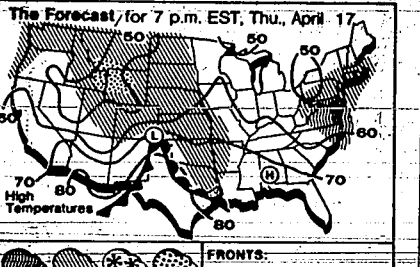 The Forecast for 7 p.m. EST, Thu., April 17
50
50
50
60
L
60
H
70
80
70
High
Temperatures
80
FRONTS: